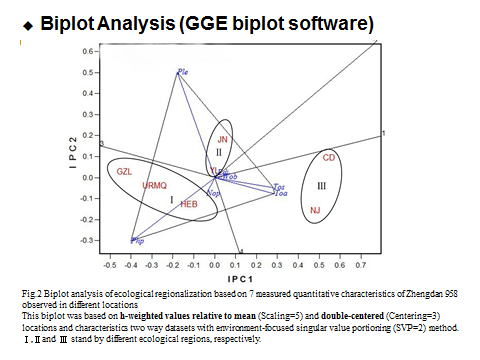 ◆ Biplot Analysis (GGE biplot software)
0.6
0.5
0.4
0.3
0.2
0.1
0.0
-0.1
-0.2
-0.3
IPC2
-0.5 -0.4 -0.3 -0.2 -0.1 0.0 0.1 0.2 0.3 0.4 0.5 0.6 0.7
IPC1
Ple
1
3
JN
II
Wob
CD
GZL
URMQ
I
HEB
Nop
Tos
Toa
III
NJ
Php
4
Fig.2 Biplot analysis of ecological regionalization based on 7 measured quantitative characteristics of Zhengdan 958
observed in different locations
This biplot was based on h-weighted values relative to mean (Scaling=5) and double-centered (Centering=3)
locations and characteristics two way datasets with environment-focused singular value portioning (SVP=2) method.
Ⅰ. Ⅱ and Ⅲ stand by different ecological regions, respectively.